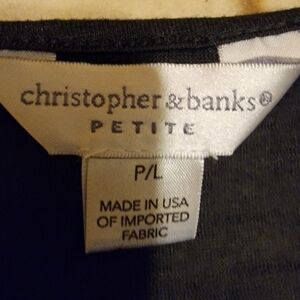 christopher & banks®
PETITE
P/L
MADE IN USA
OF IMPORTED
FABRIC